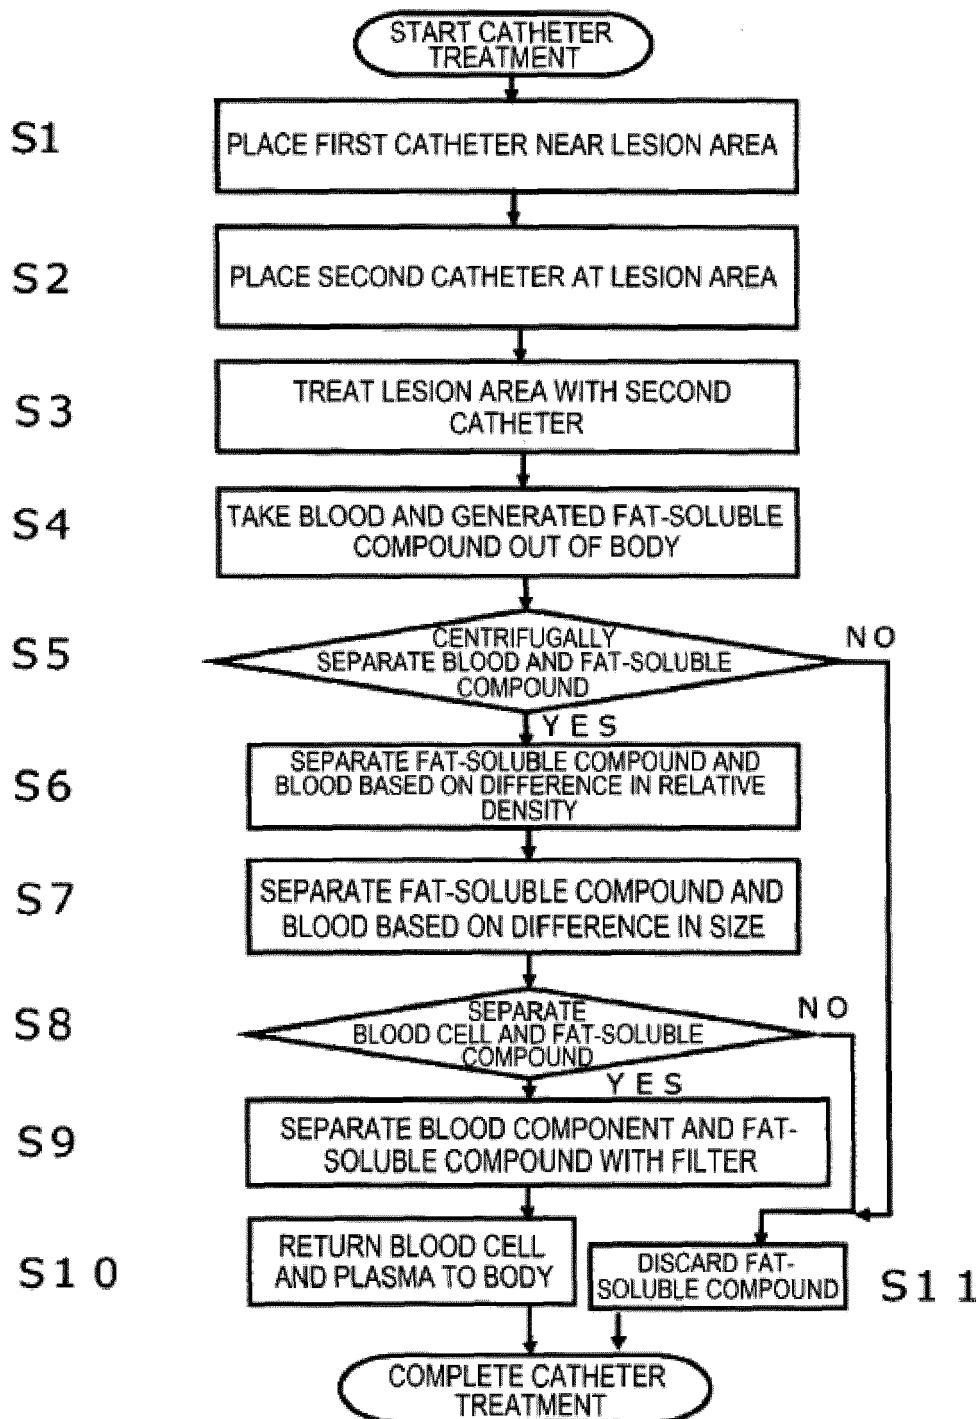 START CATHETER
TREATMENT
S1
PLACE FIRST CATHETER NEAR LESION AREA
S2
PLACE SECOND CATHETER AT LESION AREA
S3
TREAT LESION AREA WITH SECOND
CATHETER
S4
TAKE BLOOD AND GENERATED FAT-SOLUBLE
COMPOUND OUT OF BODY
S5
CENTRIFUGALLY
SEPARATE BLOOD AND FAT-SOLUBLE
COMPOUND
NO
YES
S6
SEPARATE FAT-SOLUBLE COMPOUND AND
BLOOD BASED ON DIFFERENCE IN RELATIVE
DENSITY
S7
SEPARATE FAT-SOLUBLE COMPOUND AND
BLOOD BASED ON DIFFERENCE IN SIZE
S8
SEPARATE
BLOOD CELL AND FAT-SOLUBLE
COMPOUND
NO
YES
S9
SEPARATE BLOOD COMPONENT AND FAT-
SOLUBLE COMPOUND WITH FILTER
S10
RETURN BLOOD CELL
AND PLASMA TO BODY
DISCARD FAT-
SOLUBLE COMPOUND
S11
COMPLETE CATHETER
TREATMENT